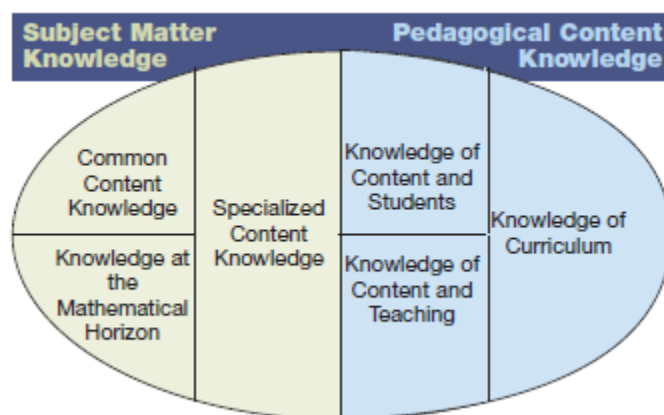 Subject Matter
Knowledge
Pedagogical Content
Knowledge
Common
Content
Knowledge
Knowledge at
the
Mathematical
Horizon
Specialized
Content
Knowledge
Knowledge of
Content and
Students
Knowledge of
Content and
Teaching
Knowledge of
Curriculum